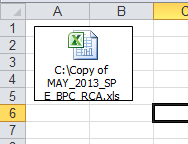 A B C
1
2
3
4
5
6
7
C:\Copy of
MAY_2013_SP
E_BPC_RCA.xls